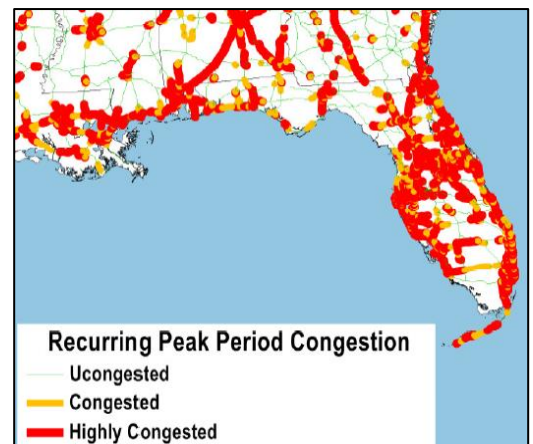 Recurring Peak Period Congestion
Ucongested
Congested
Highly Congested